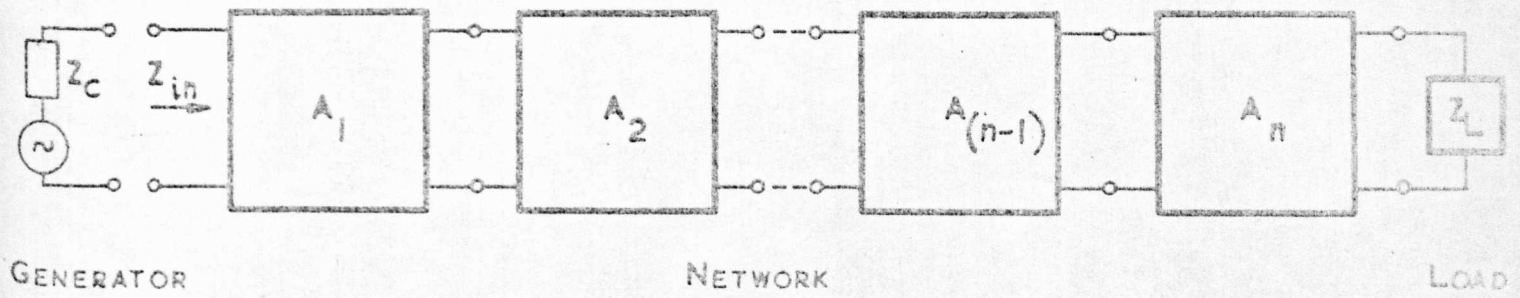 Z_C
~
Z_in
A_1
A_2
A_(n-1)
A_n
Z_L
GENERATOR
NETWORK
LOAD